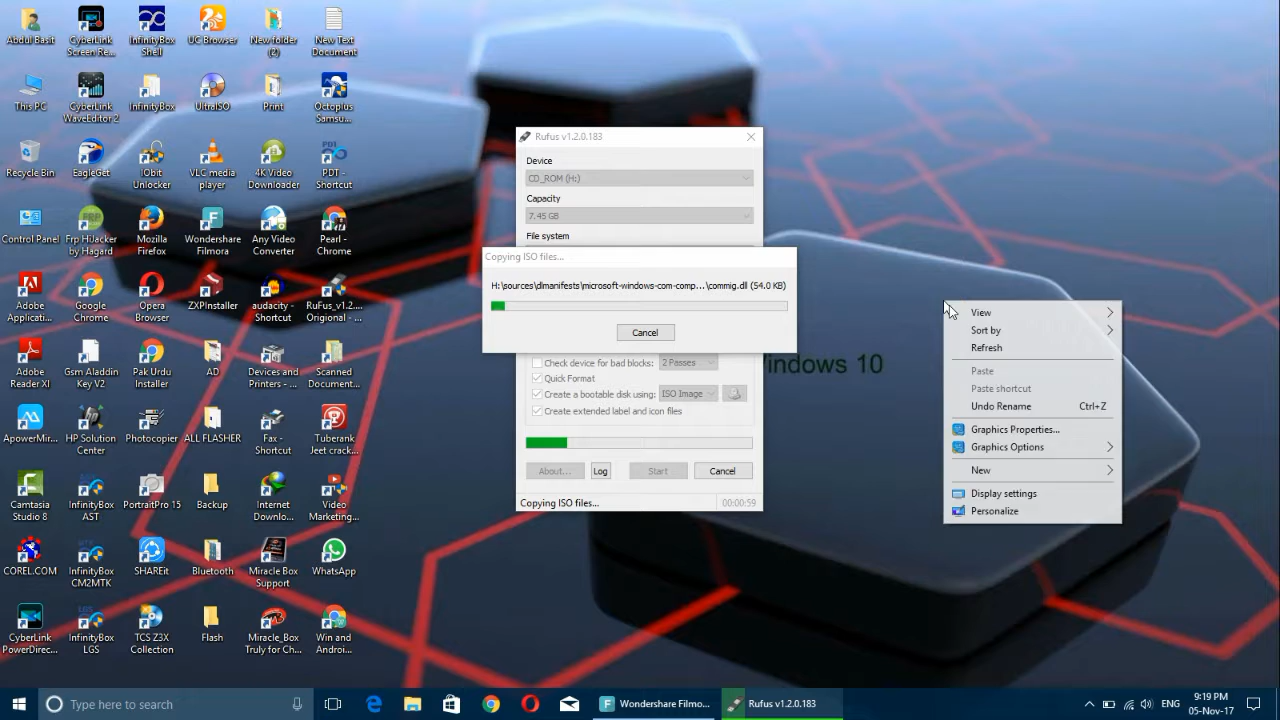 Abdul Basit
CyberLink
Screen Re...
InfinityBox
Shell
UC Browser
New folder
(2)
New Text
Document
This PC
CyberLink
WaveEditor 2
InfinityBox
UltraISO
Print
Octoplus
Samsu...
Recycle Bin
EagleGet
IObit
Unlocker
VLC media
player
4K Video
Downloader
PDT -
Shortcut
Control Panel
Frp HiJacker
by Hagard
Mozilla
Firefox
Wondershare
Filmora
Any Video
Converter
Pearl -
Chrome
Adobe
Applicati...
Google
Chrome
Opera
Browser
ZXPInstaller
audacity -
Shortcut
RuFus_v1.2....
Origional - ...
Adobe
Reader XI
Gsm Aladdin
Key V2
Pak Urdu
Installer
AD
Devices and
Printers - ...
Scanned
Document...
ApowerMir...
HP Solution
Center
Photocopier
ALL FLASHER
Fax -
Shortcut
Tuberank
Jeet crack...
Camtasia
Studio 8
InfinityBox
AST
PortraitPro 15
Backup
Internet
Downlo...
Video
Marketing...
COREL.COM
InfinityBox
CM2MTK
SHAREit
Bluetooth
Miracle Box
Support
WhatsApp
CyberLink
PowerDirec...
InfinityBox
LGS
TCS Z3X
Collection
Flash
Miracle_Box
Truly for Ch...
Win and
Androi...
Rufus v1.2.0.183
Device
CD_ROM (H:)
Capacity
7.45 GB
File system
Copying ISO files...
H:\sources\dlmanifests\microsoft-windows-com-comp...\commig.dll (54.0 KB)
Cancel
Check device for bad blocks: 2 Passes
Quick Format
Create a bootable disk using: ISO Image
Create extended label and icon files
About... Log Start Cancel
Copying ISO files... 00:00:59
indows 10
View
Sort by
Refresh
Paste
Paste shortcut
Undo Rename Ctrl+Z
Graphics Properties...
Graphics Options
New
Display settings
Personalize
Type here to search
Wondershare Filmo...
Rufus v1.2.0.183
ENG
9:19 PM
05-Nov-17